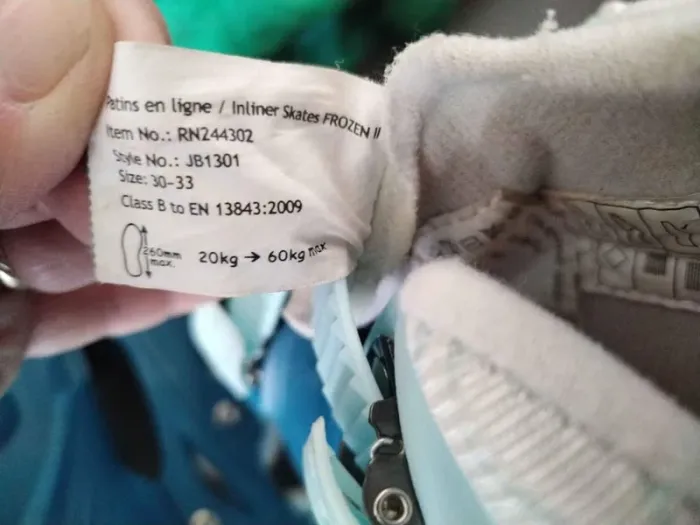 Patins en ligne / Inliner Skates FROZEN II
Item No.: RN244302
Style No.: JB1301
Size: 30-33
Class B to EN 13843:2009
260mm
max.
20kg → 60kg max